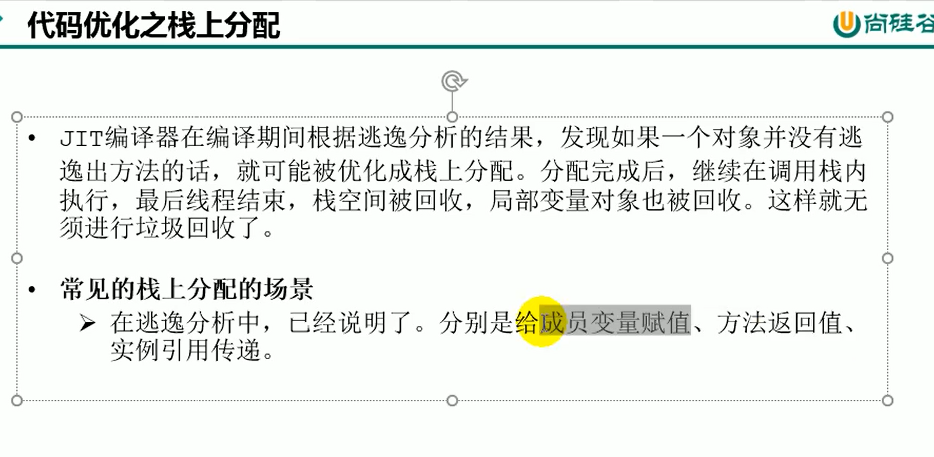 代码优化之栈上分配
尚硅谷
• JIT编译器在编译期间根据逃逸分析的结果，发现如果一个对象并没有逃
逸出方法的话，就可能被优化成栈上分配。分配完成后，继续在调用栈内
执行，最后线程结束，栈空间被回收，局部变量对象也被回收。这样就无
须进行垃圾回收了。
• 常见的栈上分配的场景
➢ 在逃逸分析中，已经说明了。分别是给成员变量赋值、方法返回值、
实例引用传递。